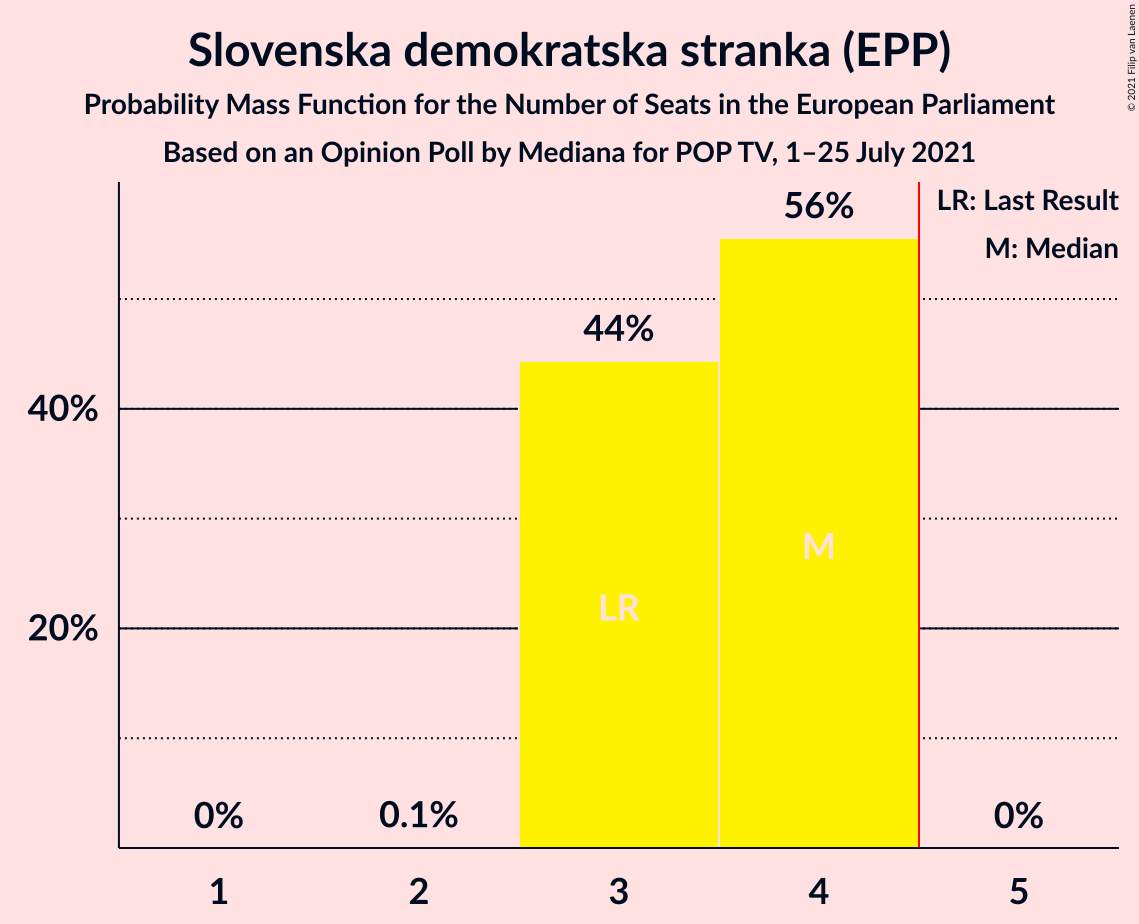 Slovenska demokratska stranka (EPP)
Probability Mass Function for the Number of Seats in the European Parliament
Based on an Opinion Poll by Mediana for POP TV, 1–25 July 2021
© 2021 Filip van Laenen
LR: Last Result
M: Median
56%
44%
40%
M
LR
20%
0%
0.1%
0%
1
2
3
4
5